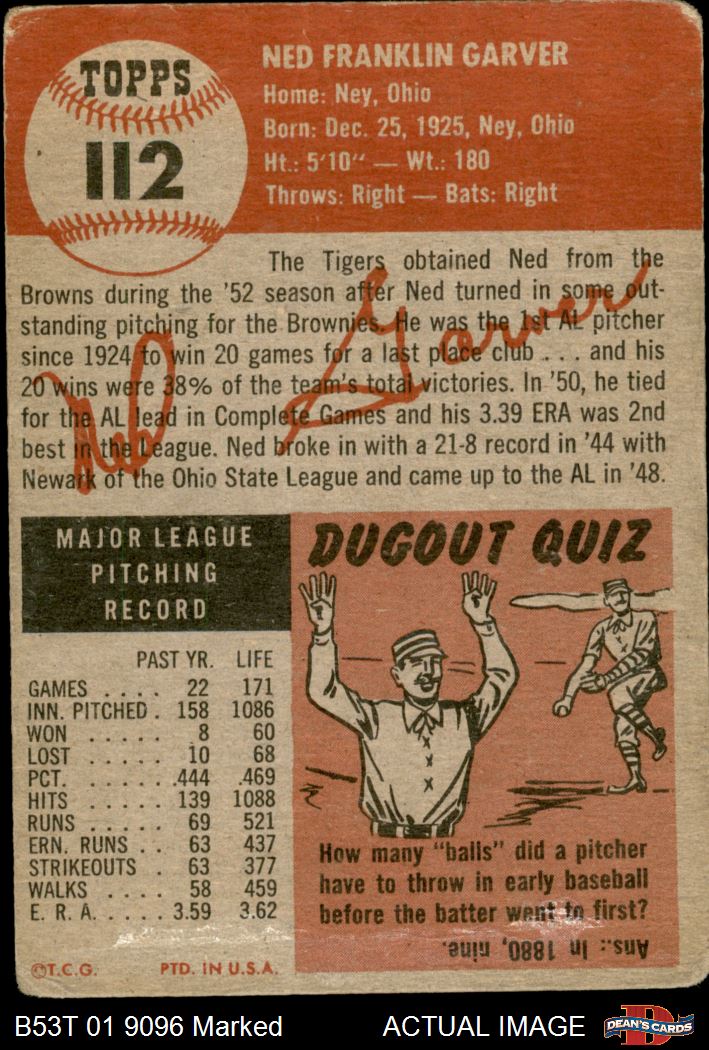 TOPPS
112
NED FRANKLIN GARVER
Home: Ney, Ohio
Born: Dec. 25, 1925, Ney, Ohio
Ht.: 5'10" — Wt.: 180
Throws: Right — Bats: Right
The Tigers obtained Ned from the
Browns during the '52 season after Ned turned in some out-
standing pitching for the Brownies. He was the 1st AL pitcher
since 1924 to win 20 games for a last place club . . . and his
20 wins were 38% of the team's total victories. In '50, he tied
for the AL lead in Complete Games and his 3.39 ERA was 2nd
best in the League. Ned broke in with a 21-8 record in '44 with
Newark of the Ohio State League and came up to the AL in '48.
Ned Garver
MAJOR LEAGUE
PITCHING
RECORD
PAST YR. LIFE
GAMES . . . . 22 171
INN. PITCHED . 158 1086
WON . . . . . 8 60
LOST . . . . . 10 68
PCT. . . . . . .444 .469
HITS . . . . . 139 1088
RUNS . . . . . 69 521
ERN. RUNS . . 63 437
STRIKEOUTS . 63 377
WALKS . . . . 58 459
E. R. A. . . . . . 3.59 3.62
©T.C.G. PTD. IN U.S.A.
DUGOUT QUIZ
How many "balls" did a pitcher
have to throw in early baseball
before the batter went to first?
Ans.: In 1880, nine.
B53T 01 9096 Marked
ACTUAL IMAGE
DEAN'S CARDS